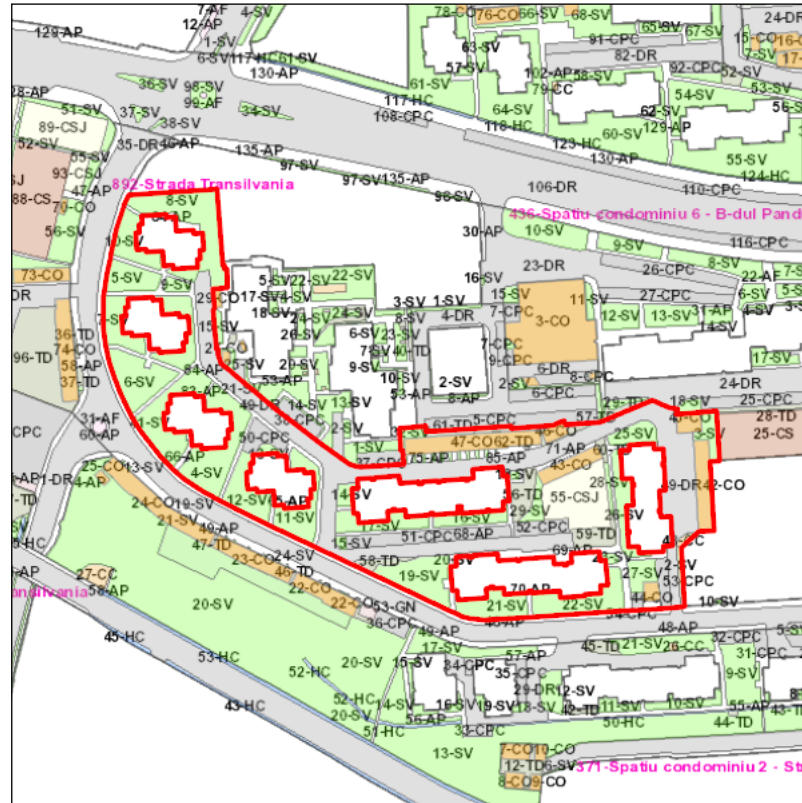 129-AP
7-AF
12-AP
4-SV
1-SV
6-SV
117-HC
61-SV
130-AP
78-CO
76-CO
66-SV
68-SV
65-SV
67-SV
24-DR
15-CO
7-SV
63-SV
57-SV
91-CPC
82-DR
92-CPC
52-SV
53-SV
56-SV
102-AP
79-CC
58-SV
54-SV
36-SV
98-SV
99-AF
34-SV
61-SV
117-HC
108-CPC
64-SV
118-HC
123-HC
60-SV
62-SV
129-AP
130-AP
55-SV
124-HC
28-AP
51-SV
37-SV
38-SV
89-CSJ
52-SV
55-SV
35-DR
135-AP
97-SV
93-CSJ
47-AP
88-CS
70-CO
56-SV
892-Strada Transilvania
8-SV
97-SV
135-AP
96-SV
106-DR
110-CPC
436-Spatiu condominiu 6 - B-dul Pand
10-SV
30-AP
10-SV
9-SV
116-CPC
23-DR
26-CPC
8-SV
22-AF
73-CO
DR
5-SV
9-SV
5-SV
22-SV
22-SV
16-SV
15-SV
11-SV
27-CPC
6-SV
5-SV
29-CO
17-SV
4-SV
18-SV
24-SV
3-SV
1-SV
8-SV
4-DR
7-CPC
3-CO
12-SV
13-SV
31-AP
14-SV
4-SV
15-SV
26-SV
6-SV
23-SV
40-TD
7-SV
9-SV
7-CPC
9-CPC
36-TD
74-CO
58-AP
37-TD
96-TD
25-SV
20-SV
17-SV
84-AP
53-AP
10-SV
53-AP
2-SV
8-AP
2-SV
6-DR
8-CPC
6-CPC
24-DR
25-CPC
6-SV
83-AP
49-DR
14-SV
13-SV
2-SV
5-CPC
61-TD
57-TD
29-TD
18-SV
3-SV
28-TD
25-CS
31-AF
60-AP
CPC
66-AP
4-SV
50-CPC
1-SV
75-AP
47-CO
62-TD
85-AP
71-AP
43-CO
25-SV
1-DR
4-AP
25-CO
13-SV
24-CO
19-SV
21-SV
49-AP
47-TD
12-SV
11-SV
14-SV
17-SV
16-SV
15-SV
51-CPC
68-AP
56-TD
29-SV
52-CPC
55-CSJ
28-SV
26-SV
59-TD
42-CO
23-CO
24-SV
46-TD
22-CO
22-CO
53-GN
36-CPC
58-TD
20-SV
19-SV
69-AP
70-AP
21-SV
22-SV
27-SV
44-CO
2-SV
53-CPC
10-SV
27-CC
58-AP
20-SV
45-HC
53-HC
43-HC
49-AP
17-SV
20-SV
52-HC
52-HC
20-SV
51-HC
14-SV
15-SV
34-CPC
57-AP
35-CPC
29-DR
12-SV
16-SV
19-SV
18-SV
42-TD
11-SV
10-SV
56-AP
33-CPC
50-HC
44-TD
55-AP
45-TD
21-SV
26-CC
48-AP
32-CPC
31-CPC
9-SV
13-SV
7-CO
10-CO
12-TD
6-SV
8-CO
9-CO
371-Spatiu condominiu 2 - St